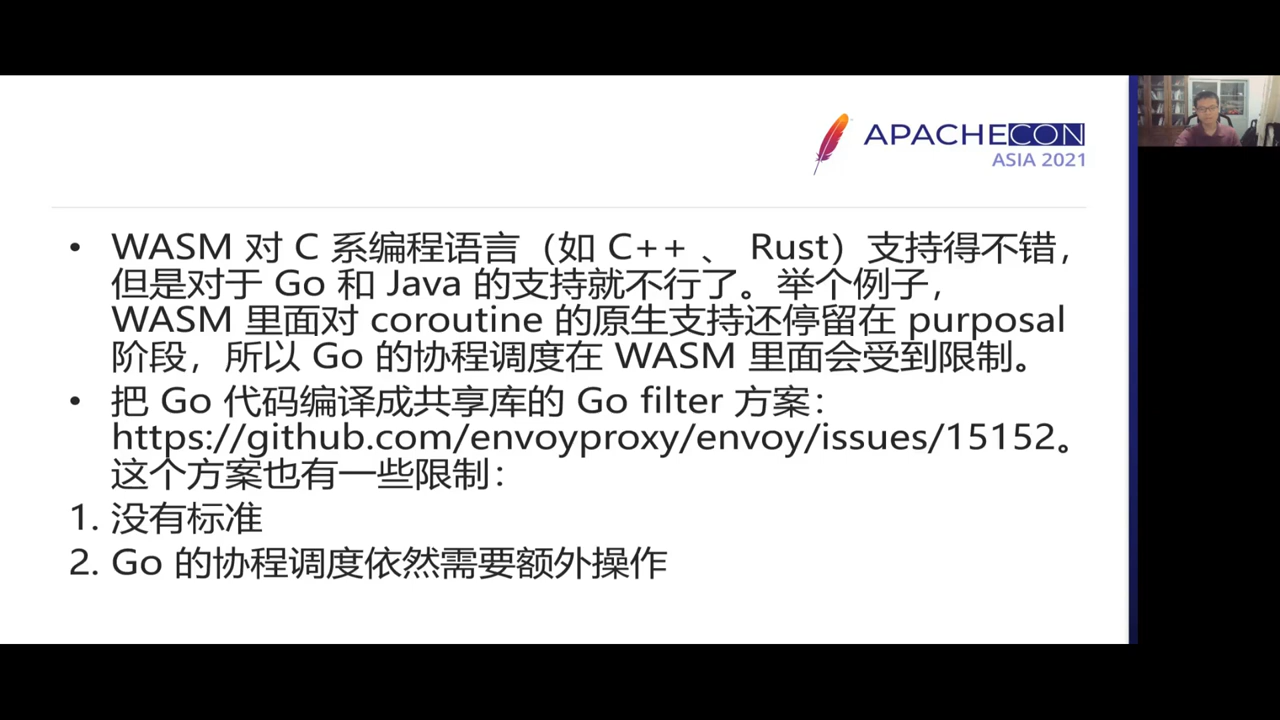 APACHECON
ASIA 2021
• WASM 对 C 系编程语言（如 C++ 、 Rust）支持得不错，
但是对于 Go 和 Java 的支持就不行了。举个例子，
WASM 里面对 coroutine 的原生支持还停留在 purposal
阶段，所以 Go 的协程调度在 WASM 里面会受到限制。
• 把 Go 代码编译成共享库的 Go filter 方案：
https://github.com/envoyproxy/envoy/issues/15152。
这个方案也有一些限制：
1. 没有标准
2. Go 的协程调度依然需要额外操作